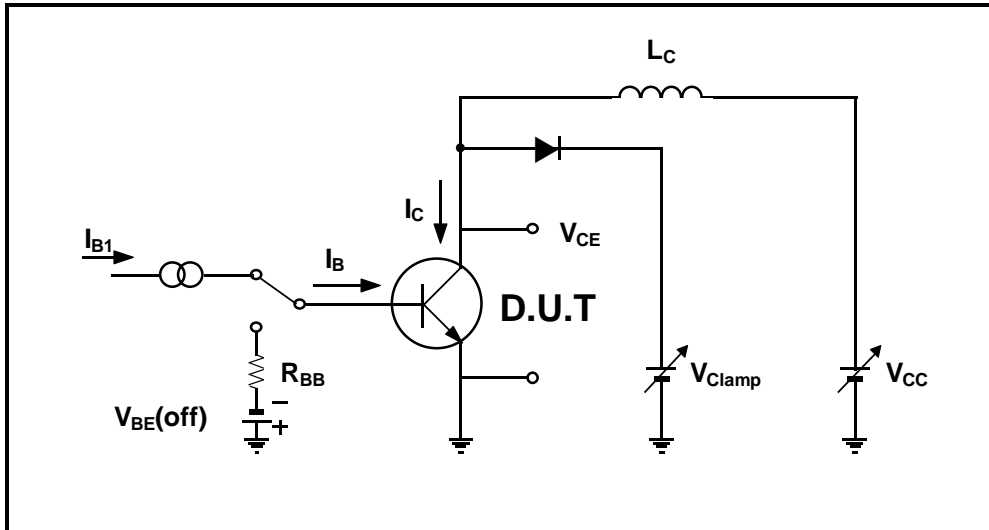 L_C
I_C
V_CE
I_B1
I_B
D.U.T
R_BB
V_Clamp
V_CC
V_BE(off)
−
+